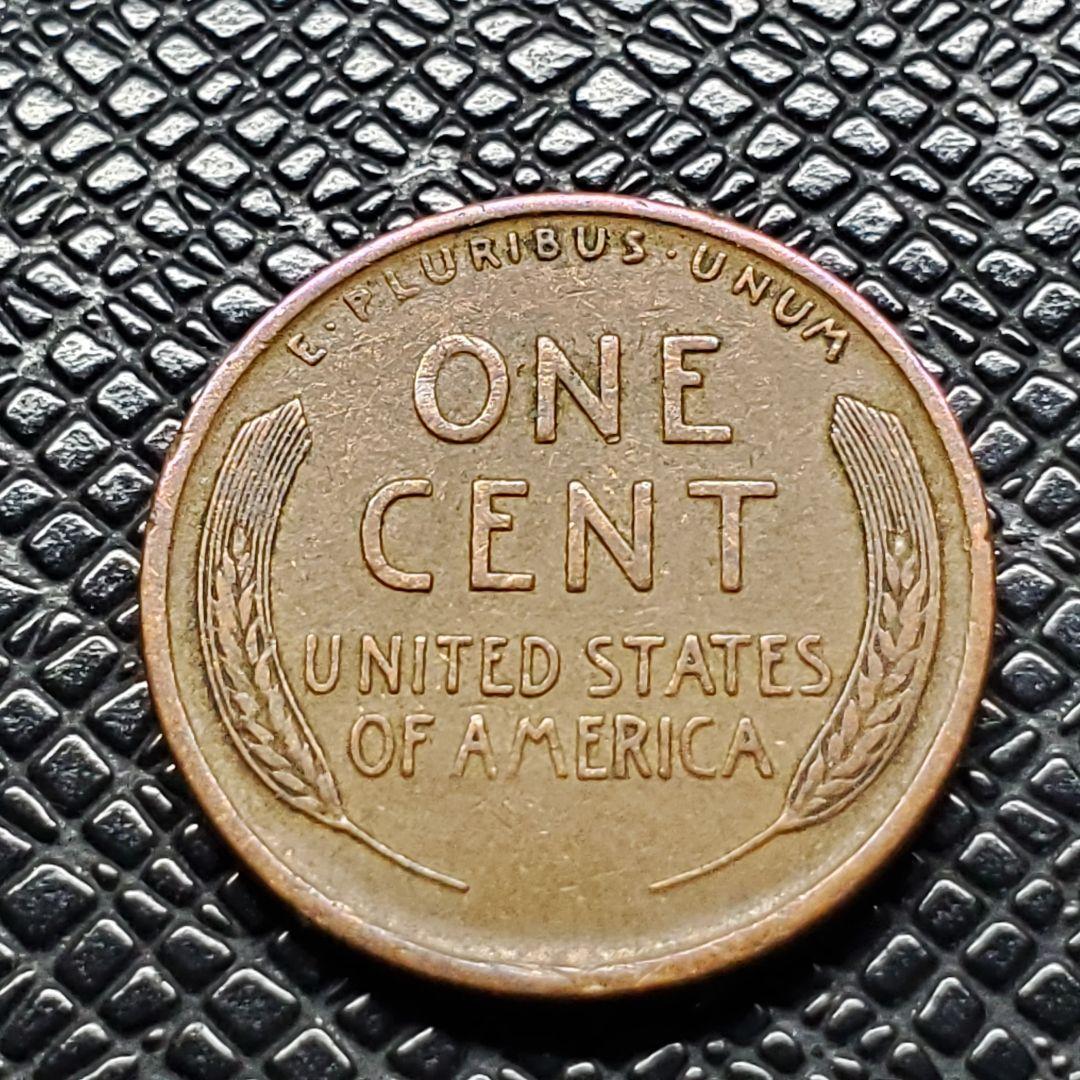 E·PLURIBUS·UNUM
ONE
CENT
UNITED STATES
OF AMERICA